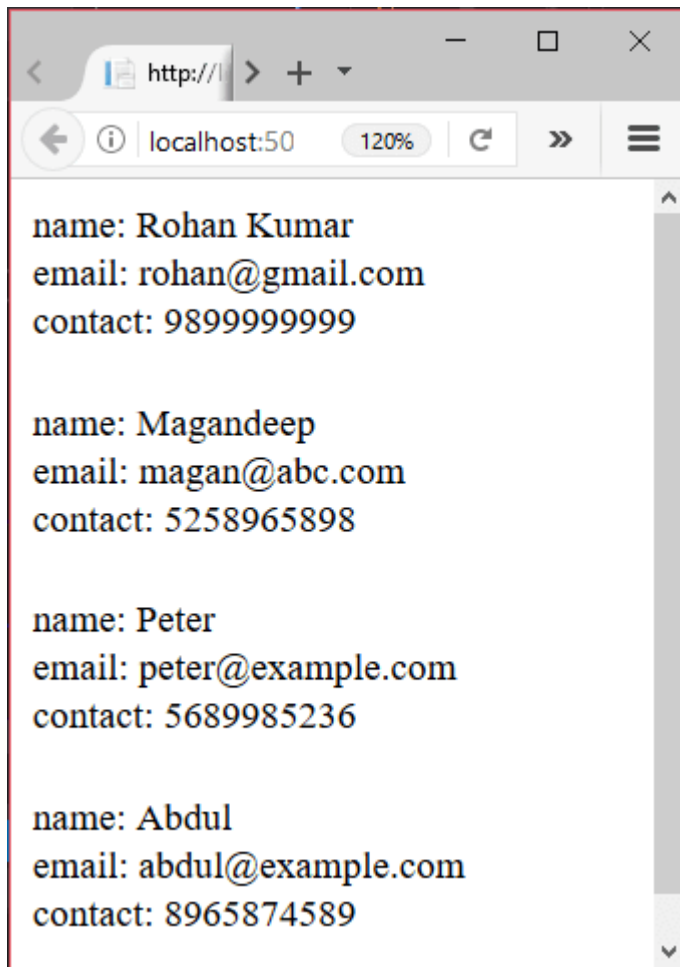 http://l
localhost:50
120%
name: Rohan Kumar
email: rohan@gmail.com
contact: 9899999999
name: Magandeep
email: magan@abc.com
contact: 5258965898
name: Peter
email: peter@example.com
contact: 5689985236
name: Abdul
email: abdul@example.com
contact: 8965874589